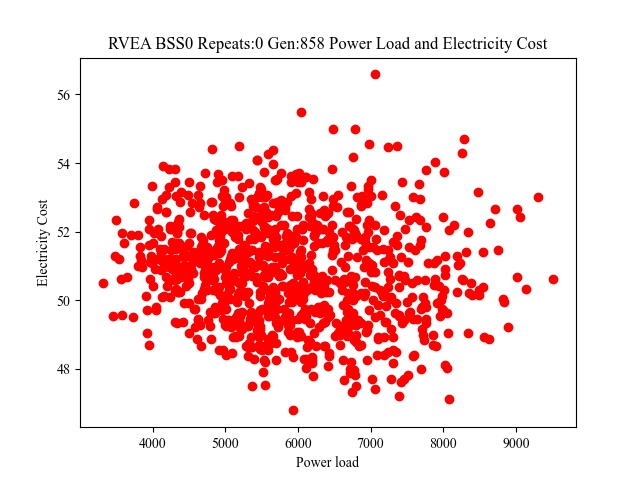 RVEA BSS0 Repeats:0 Gen:858 Power Load and Electricity Cost
56
54
52
50
48
Electricity Cost
4000 5000 6000 7000 8000 9000
Power load